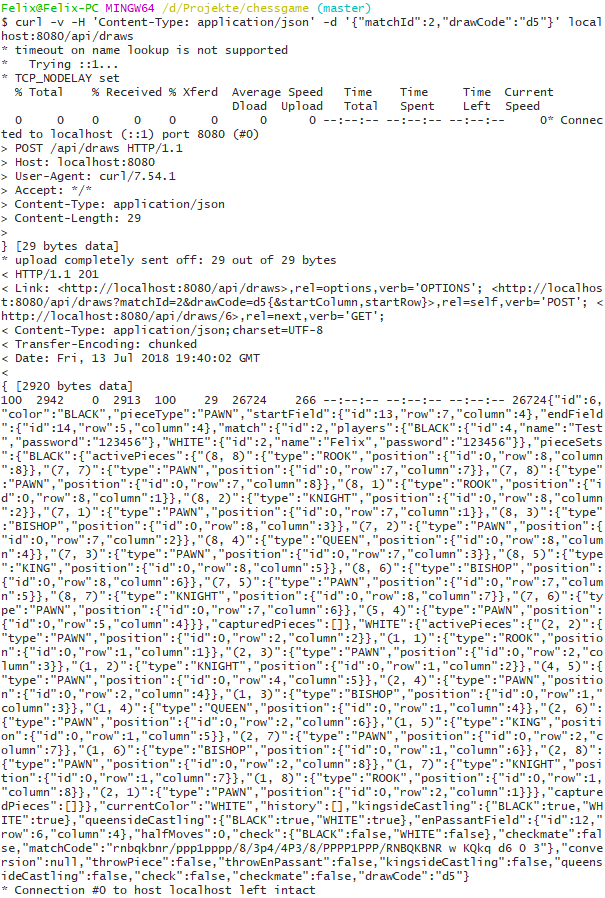 Felix@Felix-PC MINGW64 /d/Projekte/chessgame (master)
$ curl -v -H 'Content-Type: application/json' -d '{"matchId":2,"drawCode":"d5"}' local
host:8080/api/draws
* timeout on name lookup is not supported
*   Trying ::1...
* TCP_NODELAY set
  % Total    % Received % Xferd  Average Speed   Time    Time     Time  Current
                                 Dload  Upload   Total   Spent    Left  Speed
  0     0    0     0    0     0      0      0 --:--:-- --:--:-- --:--:--     0* Connec
ted to localhost (::1) port 8080 (#0)
> POST /api/draws HTTP/1.1
> Host: localhost:8080
> User-Agent: curl/7.54.1
> Accept: */*
> Content-Type: application/json
> Content-Length: 29
>
} [29 bytes data]
* upload completely sent off: 29 out of 29 bytes
< HTTP/1.1 201
< Link: <http://localhost:8080/api/draws>,rel=options,verb='OPTIONS'; <http://localhos
t:8080/api/draws?matchId=2&drawCode=d5{&startColumn,startRow}>,rel=self,verb='POST'; <
http://localhost:8080/api/draws/6>,rel=next,verb='GET';
< Content-Type: application/json;charset=UTF-8
< Transfer-Encoding: chunked
< Date: Fri, 13 Jul 2018 19:40:02 GMT
<
{ [2920 bytes data]
100  2942    0  2913  100    29  26724    266 --:--:-- --:--:-- --:--:-- 26724{"id":6,
"color":"BLACK","pieceType":"PAWN","startField":{"id":13,"row":7,"column":4},"endField
":{"id":14,"row":5,"column":4},"match":{"id":2,"players":{"BLACK":{"id":4,"name":"Test
","password":"123456"},"WHITE":{"id":2,"name":"Felix","password":"123456"}},"pieceSets
":{"BLACK":{"activePieces":{"(8, 8)":{"type":"ROOK","position":{"id":0,"row":8,"column
":8}},"(7, 7)":{"type":"PAWN","position":{"id":0,"row":7,"column":7}},"(7, 8)":{"type"
:"PAWN","position":{"id":0,"row":7,"column":8}},"(8, 1)":{"type":"ROOK","position":{"i
d":0,"row":8,"column":1}},"(8, 2)":{"type":"KNIGHT","position":{"id":0,"row":8,"column
":2}},"(7, 1)":{"type":"PAWN","position":{"id":0,"row":7,"column":1}},"(8, 3)":{"type"
:"BISHOP","position":{"id":0,"row":8,"column":3}},"(7, 2)":{"type":"PAWN","position":{
"id":0,"row":7,"column":2}},"(8, 4)":{"type":"QUEEN","position":{"id":0,"row":8,"colum
n":4}},"(7, 3)":{"type":"PAWN","position":{"id":0,"row":7,"column":3}},"(8, 5)":{"type
":"KING","position":{"id":0,"row":8,"column":5}},"(8, 6)":{"type":"BISHOP","position":
{"id":0,"row":8,"column":6}},"(7, 5)":{"type":"PAWN","position":{"id":0,"row":7,"colum
n":5}},"(8, 7)":{"type":"KNIGHT","position":{"id":0,"row":8,"column":7}},"(7, 6)":{"ty
pe":"PAWN","position":{"id":0,"row":7,"column":6}},"(5, 4)":{"type":"PAWN","position":
{"id":0,"row":5,"column":4}}},"capturedPieces":[]},"WHITE":{"activePieces":{"(2, 2)":{
"type":"PAWN","position":{"id":0,"row":2,"column":2}},"(1, 1)":{"type":"ROOK","positio
n":{"id":0,"row":1,"column":1}},"(2, 3)":{"type":"PAWN","position":{"id":0,"row":2,"co
lumn":3}},"(1, 2)":{"type":"KNIGHT","position":{"id":0,"row":1,"column":2}},"(4, 5)":{
"type":"PAWN","position":{"id":0,"row":4,"column":5}},"(2, 4)":{"type":"PAWN","positio
n":{"id":0,"row":2,"column":4}},"(1, 3)":{"type":"BISHOP","position":{"id":0,"row":1,"
column":3}},"(1, 4)":{"type":"QUEEN","position":{"id":0,"row":1,"column":4}},"(2, 6)":
{"type":"PAWN","position":{"id":0,"row":2,"column":6}},"(1, 5)":{"type":"KING","positi
on":{"id":0,"row":1,"column":5}},"(2, 7)":{"type":"PAWN","position":{"id":0,"row":2,"c
olumn":7}},"(1, 6)":{"type":"BISHOP","position":{"id":0,"row":1,"column":6}},"(2, 8)":
{"type":"PAWN","position":{"id":0,"row":2,"column":8}},"(1, 7)":{"type":"KNIGHT","posi
tion":{"id":0,"row":1,"column":7}},"(1, 8)":{"type":"ROOK","position":{"id":0,"row":1,
"column":8}},"(2, 1)":{"type":"PAWN","position":{"id":0,"row":2,"column":1}}},"capture
dPieces":[]}},"currentColor":"WHITE","history":[],"kingsideCastling":{"BLACK":true,"WH
ITE":true},"queensideCastling":{"BLACK":true,"WHITE":true},"enPassantField":{"id":12,"
row":6,"column":4},"halfMoves":0,"check":{"BLACK":false,"WHITE":false},"checkmate":fal
se,"matchCode":"rnbqkbnr/ppp1pppp/8/3p4/4P3/8/PPPP1PPP/RNBQKBNR w KQkq d6 0 3"},"conve
rsion":null,"throwPiece":false,"throwEnPassant":false,"kingsideCastling":false,"queens
ideCastling":false,"check":false,"checkmate":false,"drawCode":"d5"}
* Connection #0 to host localhost left intact